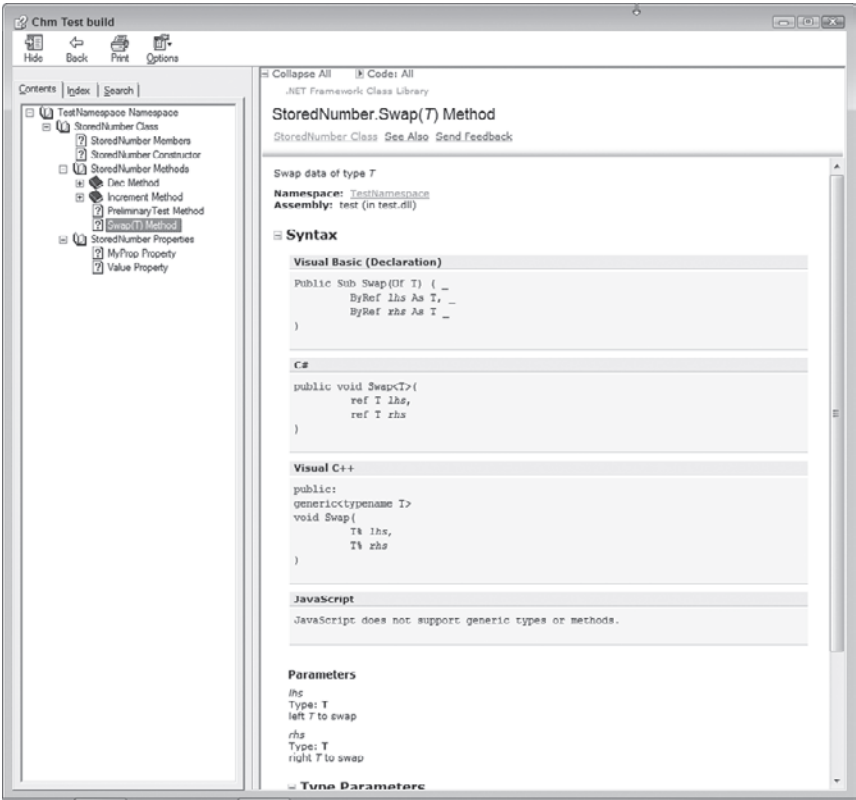 Chm Test build
Hide Back Print Options
Contents Index Search
TestNamespace Namespace
StoredNumber Class
StoredNumber Members
StoredNumber Constructor
StoredNumber Methods
Dec Method
Increment Method
PreliminaryTest Method
Swap(T) Method
StoredNumber Properties
MyProp Property
Value Property
Collapse All Code: All
.NET Framework Class Library
StoredNumber.Swap(T) Method
StoredNumber Class See Also Send Feedback
Swap data of type T
Namespace: TestNamespace
Assembly: test (in test.dll)
Syntax
Visual Basic (Declaration)
Public Sub Swap(Of T) ( _
ByRef lhs As T, _
ByRef rhs As T _
)
C#
public void Swap<T>(
ref T lhs,
ref T rhs
)
Visual C++
public:
generic<typename T>
void Swap(
T% lhs,
T% rhs
)
JavaScript
JavaScript does not support generic types or methods.
Parameters
lhs
Type: T
left T to swap
rhs
Type: T
right T to swap
Type Parameters